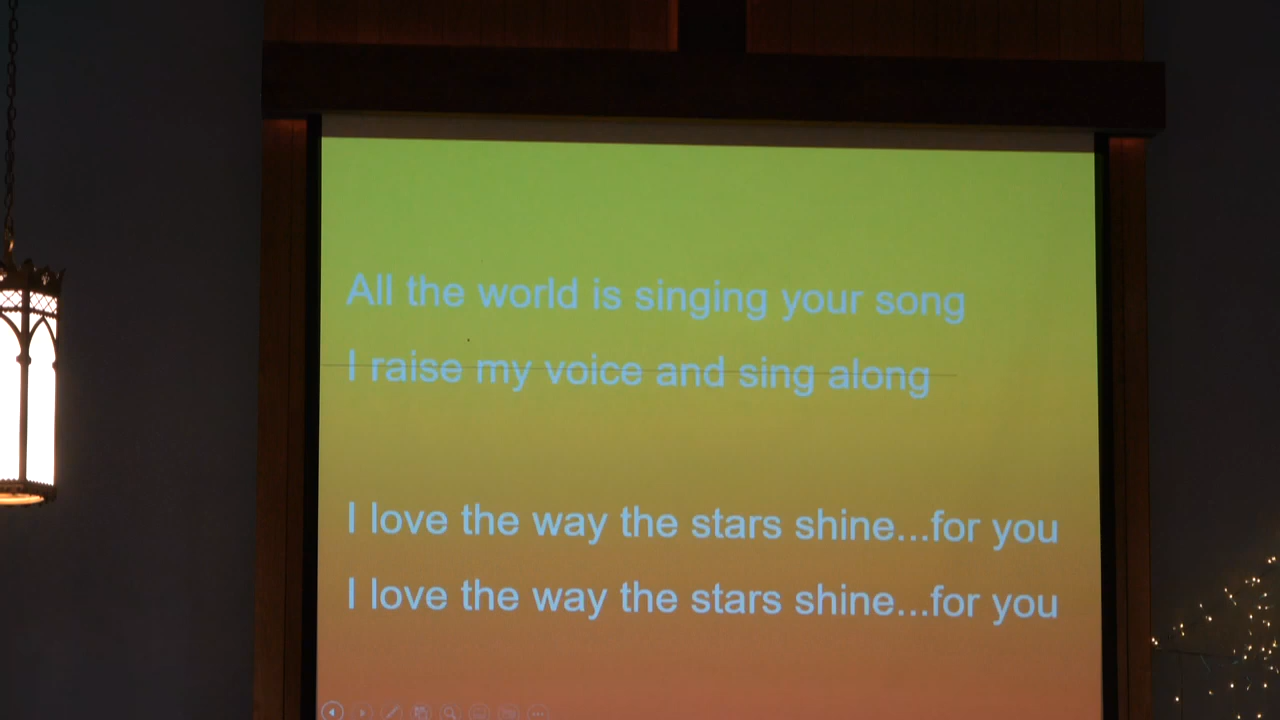 All the world is singing your song
I raise my voice and sing along
I love the way the stars shine...for you
I love the way the stars shine...for you